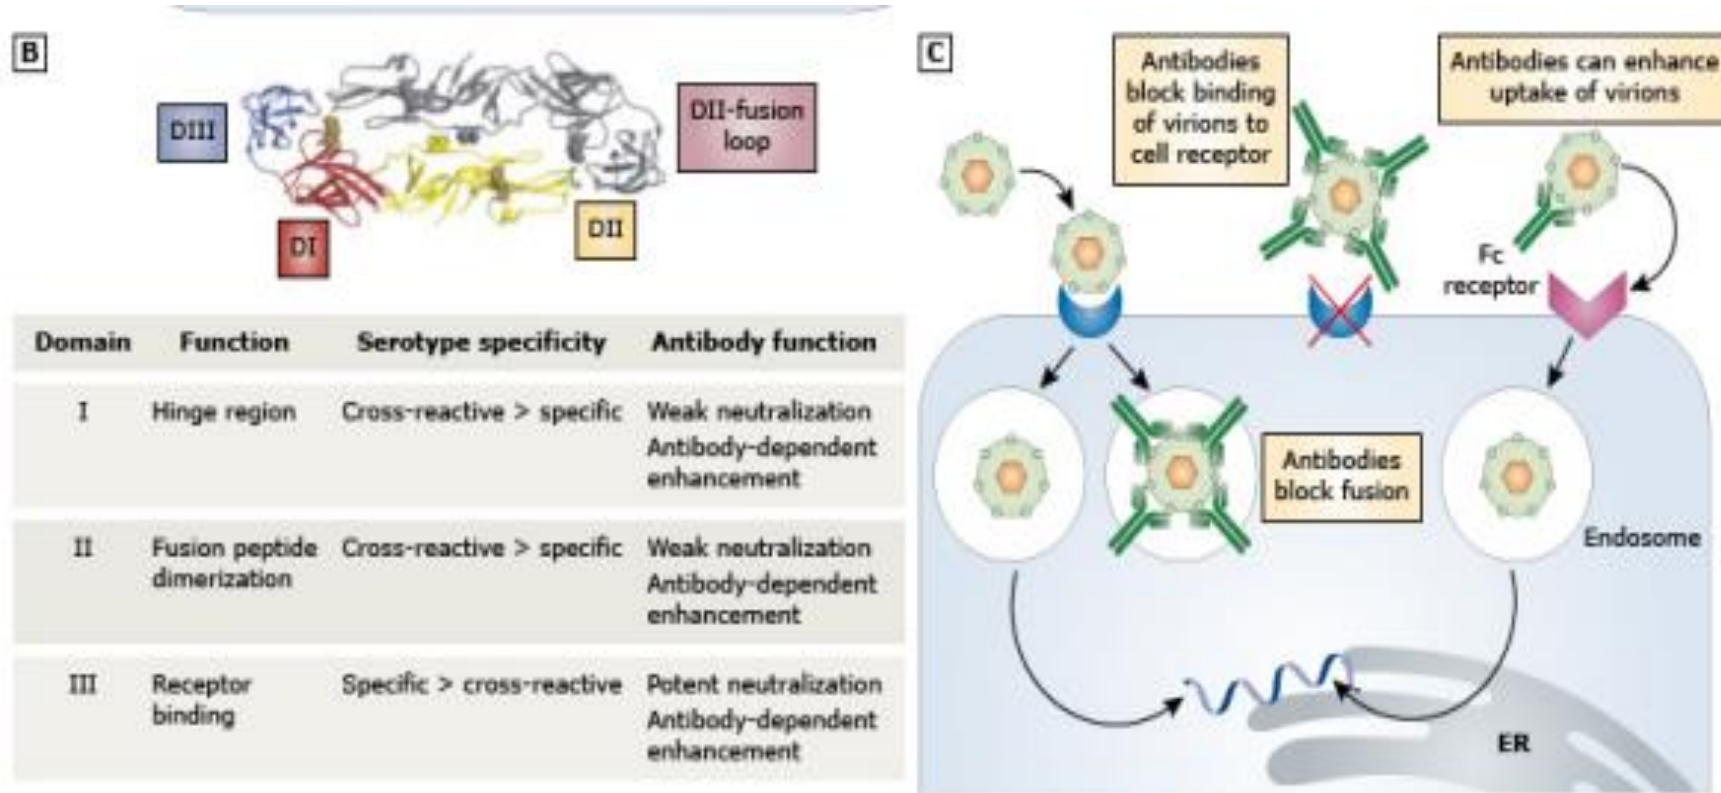 B
DIII
DII-fusion
loop
DI
DII
Domain Function Serotype specificity Antibody function
I Hinge region Cross-reactive > specific Weak neutralization
Antibody-dependent
enhancement
II Fusion peptide Cross-reactive > specific Weak neutralization
dimerization Antibody-dependent
enhancement
III Receptor Specific > cross-reactive Potent neutralization
binding Antibody-dependent
enhancement
C
Antibodies
block binding
of virions to
cell receptor
Antibodies can enhance
uptake of virions
Fc
receptor
Antibodies
block fusion
Endosome
ER